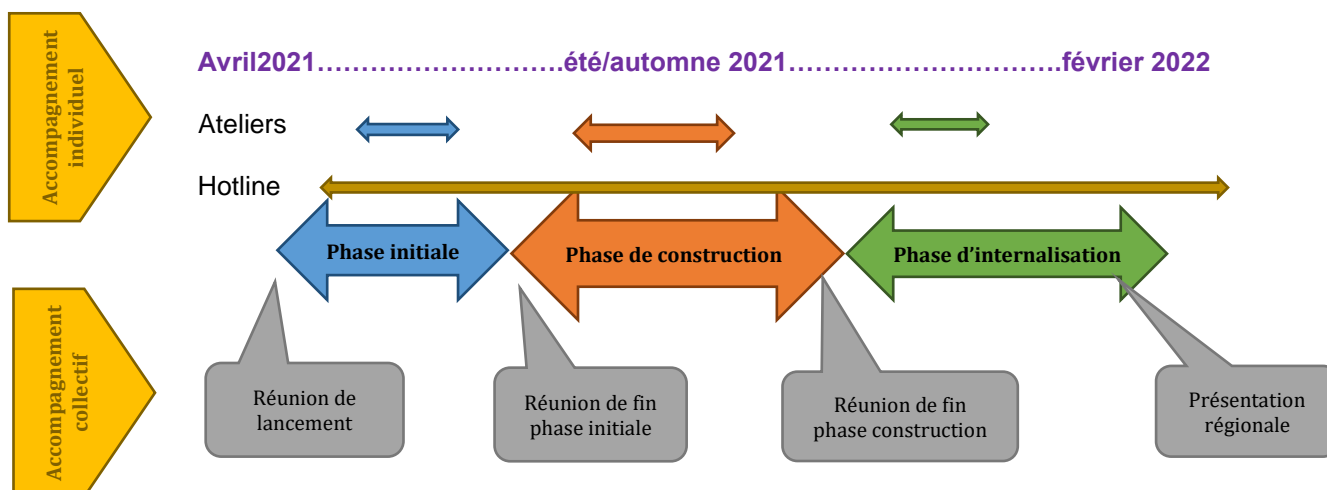 Accompagnement
individuel
Avril2021……………………….été/automne 2021………………………….février 2022
Ateliers
Hotline
Phase initiale
Phase de construction
Phase d’internalisation
Accompagnement
collectif
Réunion de
lancement
Réunion de fin
phase initiale
Réunion de fin
phase construction
Présentation
régionale